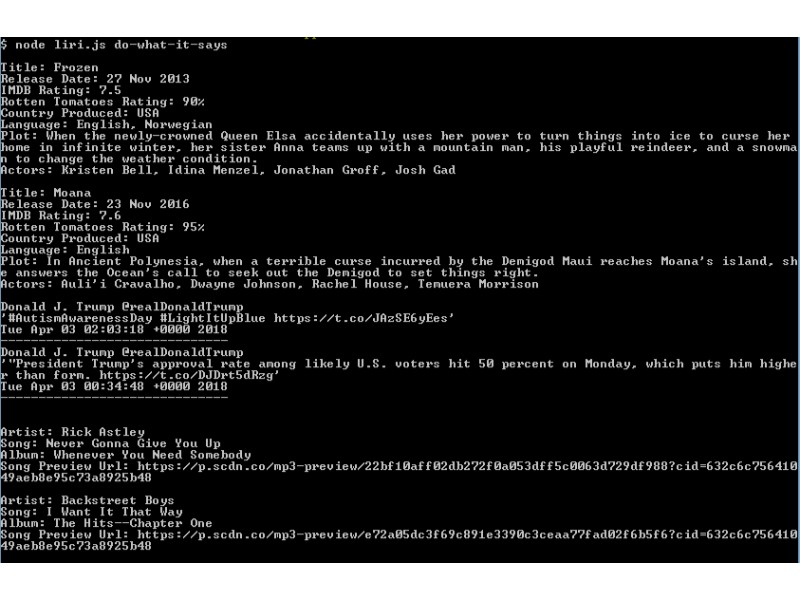 $ node liri.js do-what-it-says
Title: Frozen
Release Date: 27 Nov 2013
IMDB Rating: 7.5
Rotten Tomatoes Rating: 90%
Country Produced: USA
Language: English, Norwegian
Plot: When the newly-crowned Queen Elsa accidentally uses her power to turn things into ice to curse her
home in infinite winter, her sister Anna teams up with a mountain man, his playful reindeer, and a snowma
n to change the weather condition.
Actors: Kristen Bell, Idina Menzel, Jonathan Groff, Josh Gad
Title: Moana
Release Date: 23 Nov 2016
IMDB Rating: 7.6
Rotten Tomatoes Rating: 95%
Country Produced: USA
Language: English
Plot: In Ancient Polynesia, when a terrible curse incurred by the Demigod Maui reaches Moana's island, sh
e answers the Ocean's call to seek out the Demigod to set things right.
Actors: Auli'i Cravalho, Dwayne Johnson, Rachel House, Temuera Morrison
Donald J. Trump @realDonaldTrump
'#AutismAwarenessDay #LightItUpBlue https://t.co/JAzSE6yEes'
Tue Apr 03 02:03:18 +0000 2018
------------------------------
Donald J. Trump @realDonaldTrump
'"President Trump's approval rate among likely U.S. voters hit 50 percent on Monday, which puts him highe
r than form. https://t.co/DJDrt5dRzg'
Tue Apr 03 00:34:48 +0000 2018
------------------------------
Artist: Rick Astley
Song: Never Gonna Give You Up
Album: Whenever You Need Somebody
Song Preview Url: https://p.scdn.co/mp3-preview/22bf10aff02db272f0a053dff5c0063d729df988?cid=632c6c756410
49aeb8e95c73a8925b48
Artist: Backstreet Boys
Song: I Want It That Way
Album: The Hits--Chapter One
Song Preview Url: https://p.scdn.co/mp3-preview/e72a05dc3f69c891e3390c3ceaa77fad02f6b5f6?cid=632c6c756410
49aeb8e95c73a8925b48